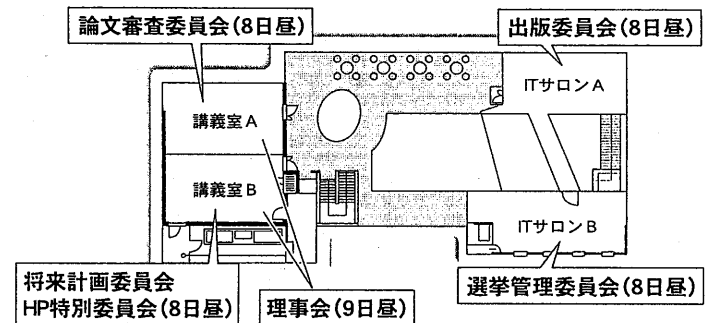 論文審査委員会(8日昼)
出版委員会(8日昼)
ITサロンA
講義室A
講義室B
ITサロンB
将来計画委員会
HP特別委員会(8日昼)
理事会(9日昼)
選挙管理委員会(8日昼)